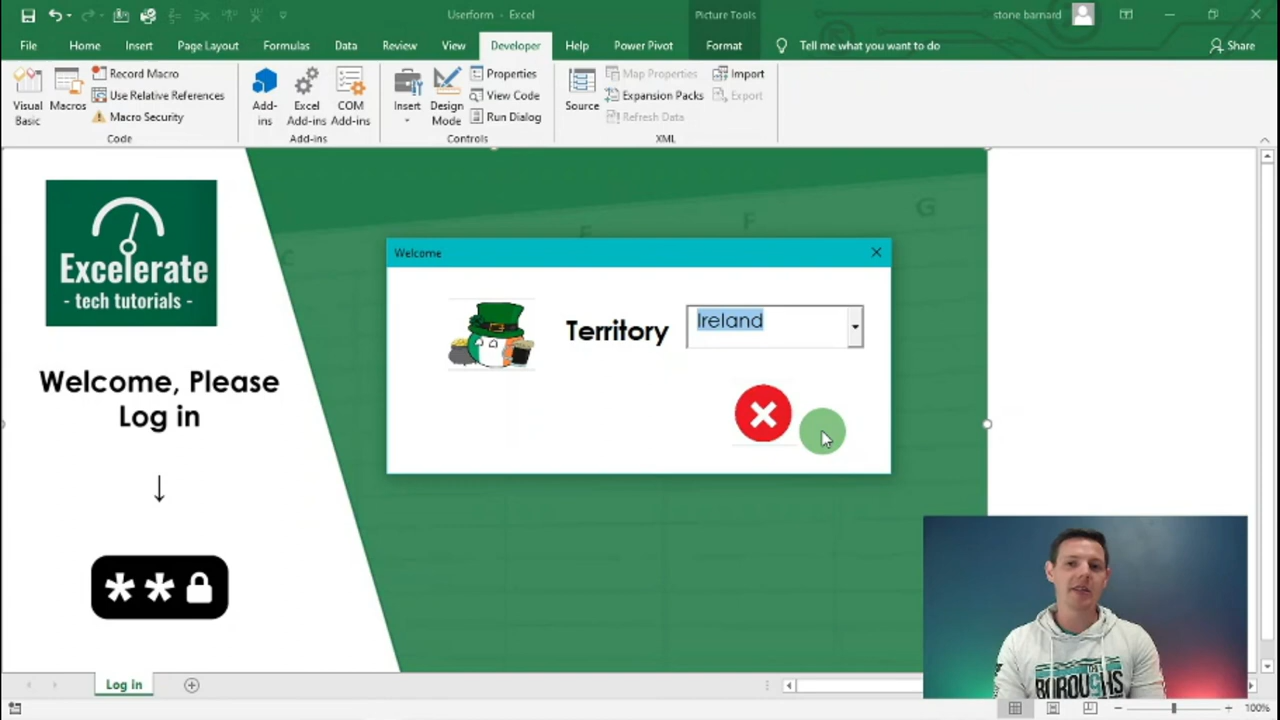 Userform - Excel
Picture Tools
stone barnard
File
Home
Insert
Page Layout
Formulas
Data
Review
View
Developer
Help
Power Pivot
Format
Tell me what you want to do
Share
Visual
Basic
Macros
Record Macro
Use Relative References
Macro Security
Code
Add-
ins
Excel
Add-ins
COM
Add-ins
Add-ins
Insert
Design
Mode
Properties
View Code
Run Dialog
Controls
Source
Map Properties
Expansion Packs
Refresh Data
Import
Export
XML
Excelerate
- tech tutorials -
Welcome, Please
Log in
↓
**
C
E
F
G
Welcome
Territory
Ireland
BOROUGHS
Log in
100%